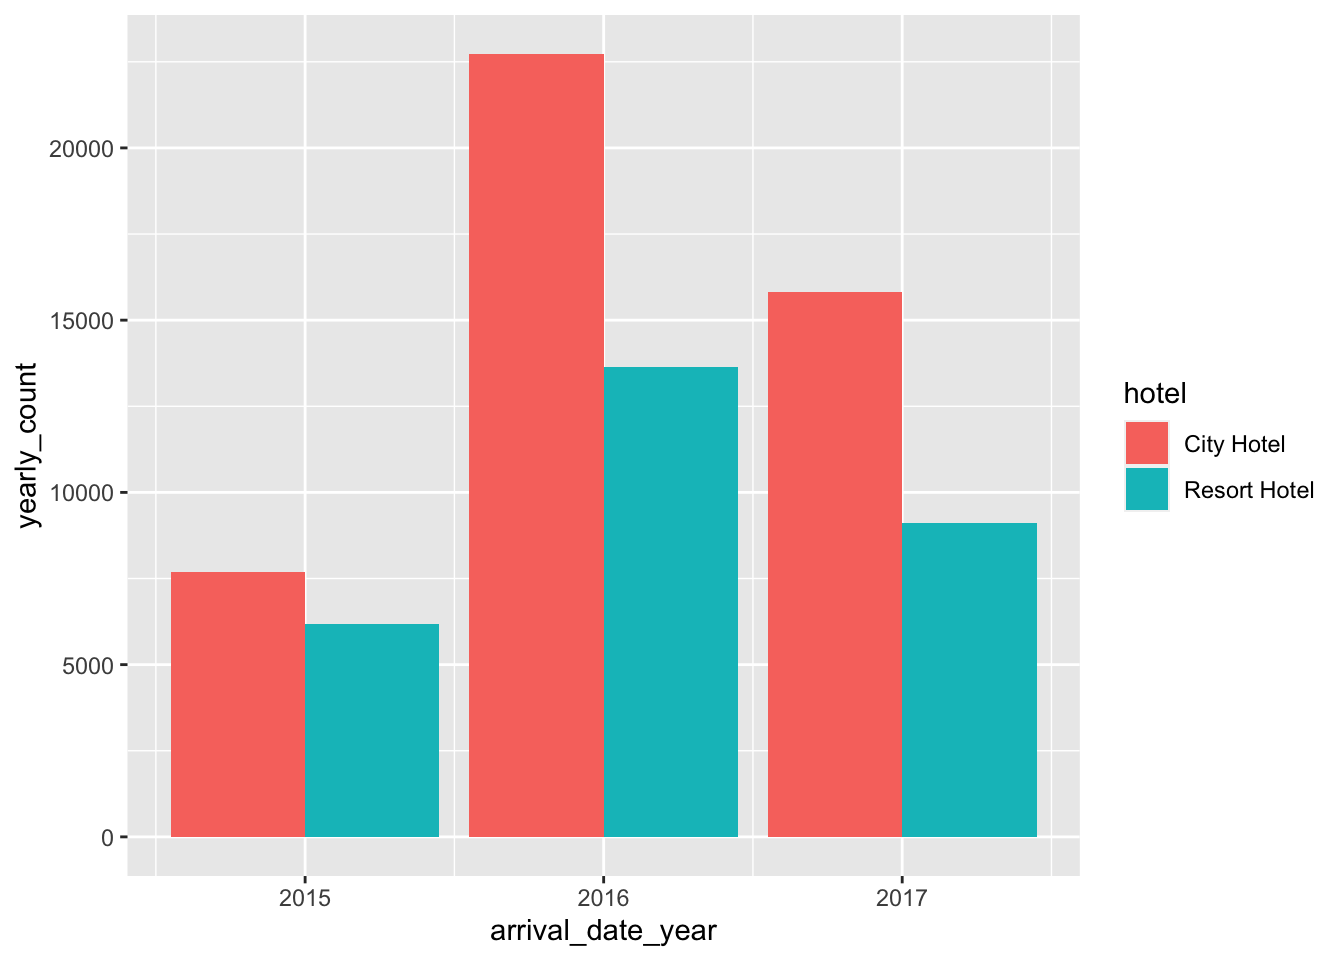 yearly_count
20000
15000
10000
5000
0
2015
2016
2017
arrival_date_year
hotel
City Hotel
Resort Hotel